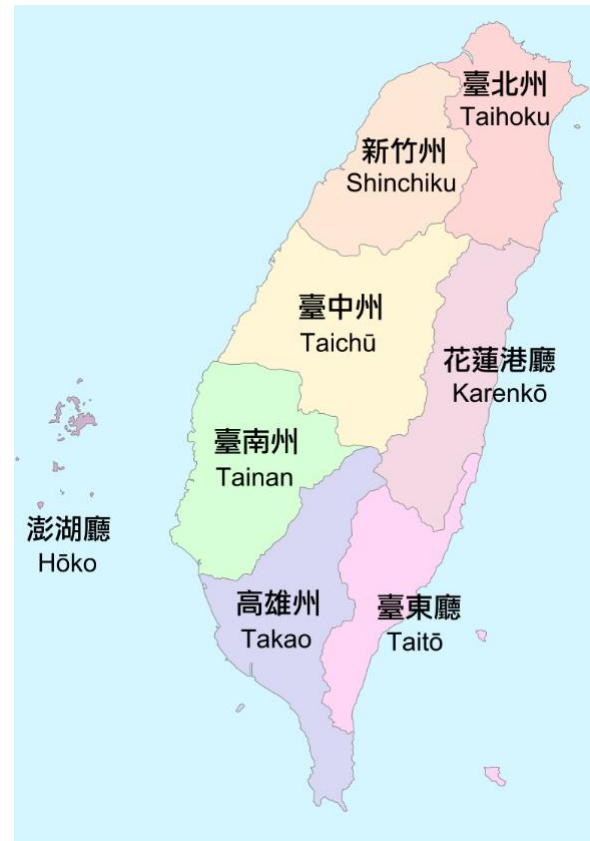 臺北州
Taihoku
新竹州
Shinchiku
臺中州
Taichū
花蓮港廳
Karenkō
臺南州
Tainan
澎湖廳
Hōko
高雄州
Takao
臺東廳
Taitō